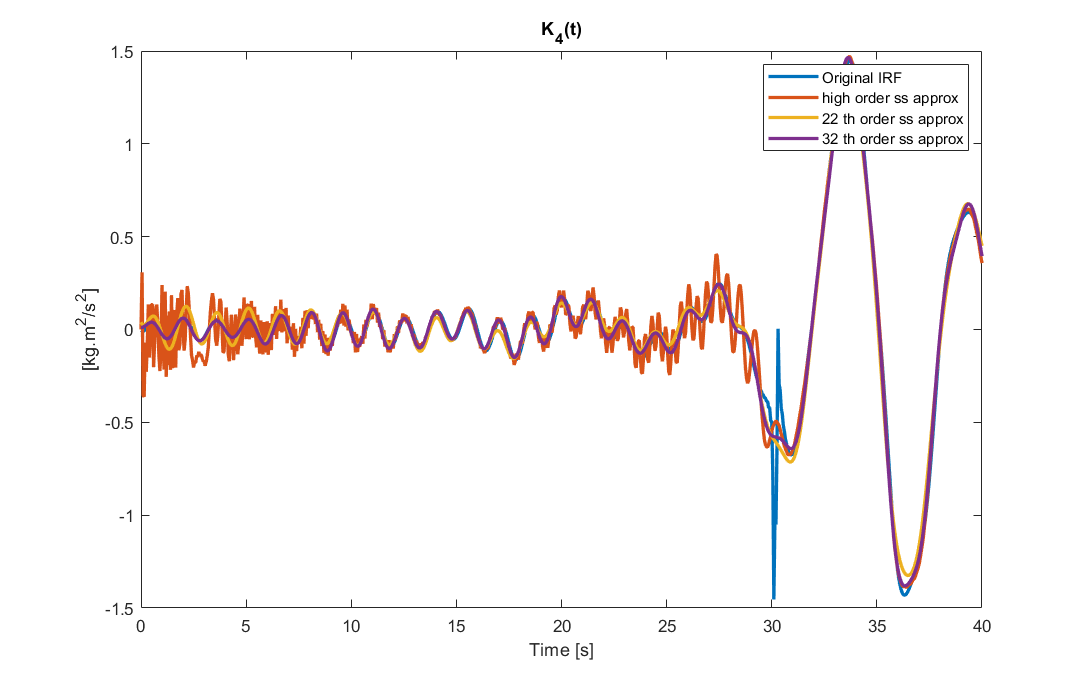 K4(t)
Original IRF
high order ss approx
22 th order ss approx
32 th order ss approx
1.5
1
0.5
0
-0.5
-1
-1.5
[kg.m2/s2]
0 5 10 15 20 25 30 35 40
Time [s]